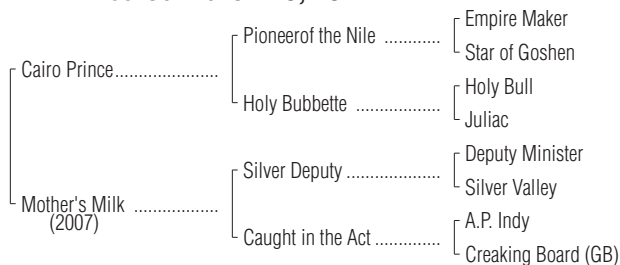 Empire Maker
Pioneerof the Nile ............
Star of Goshen
Cairo Prince......................
Holy Bull
Holy Bubbette ..................
Juliac
Deputy Minister
Silver Deputy ....................
Silver Valley
Mother's Milk ..................
(2007)
A.P. Indy
Caught in the Act ...............
Creaking Board (GB)